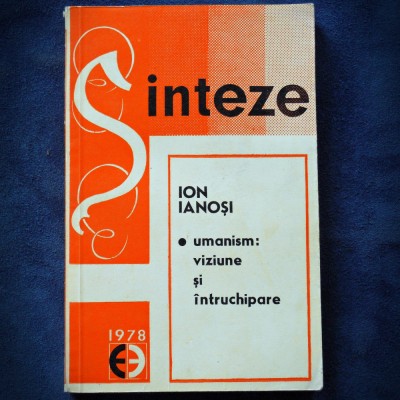 Sinteze
ION
IANOȘI
• umanism:
viziune
și
întruchipare
1978